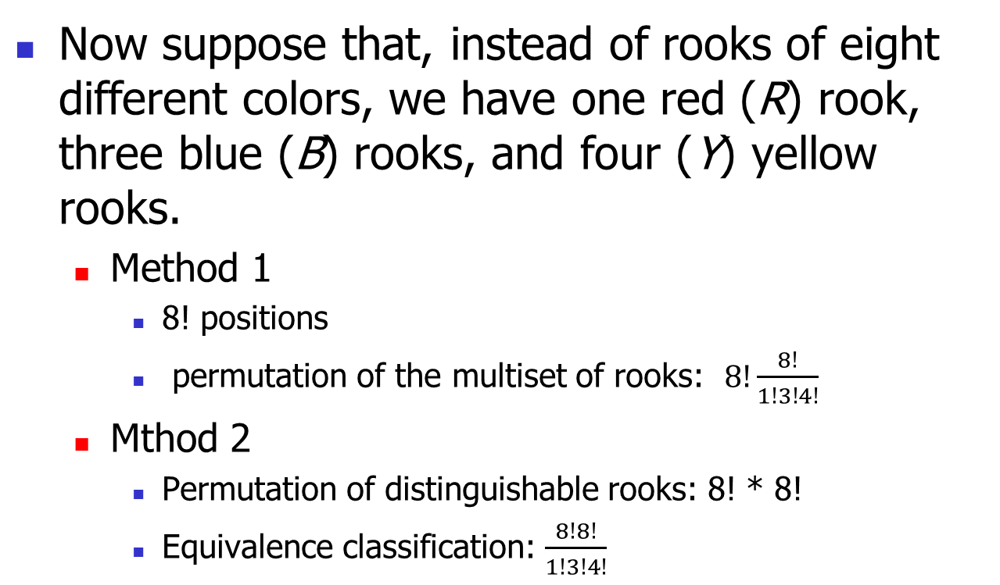 Now suppose that, instead of rooks of eight
different colors, we have one red (R) rook,
three blue (B) rooks, and four (Y) yellow
rooks.
Method 1
8! positions
permutation of the multiset of rooks: 8! 8!/1!3!4!
Mthod 2
Permutation of distinguishable rooks: 8! * 8!
Equivalence classification: 8!8!/1!3!4!